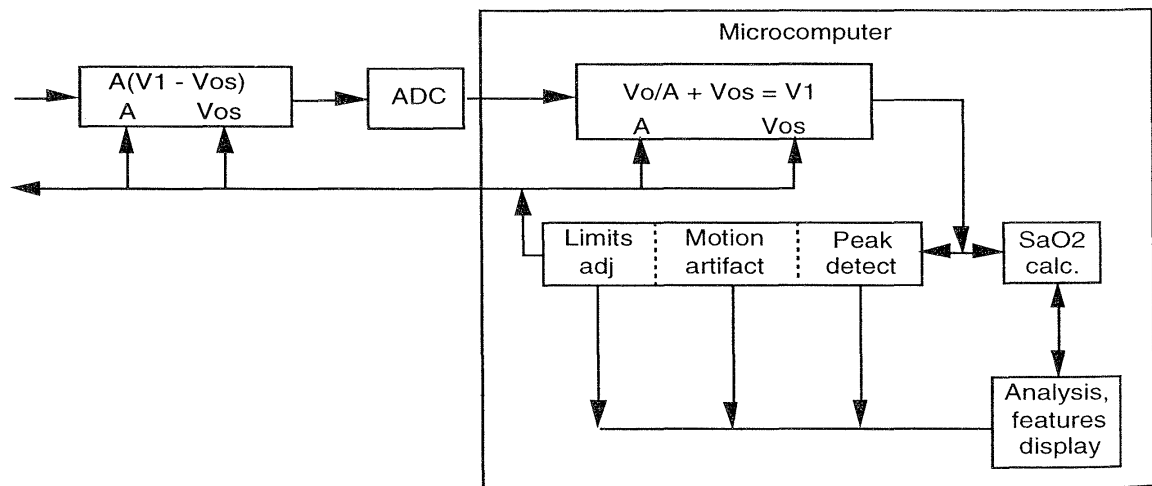 Microcomputer
A(V1 - Vos)
A Vos
ADC
Vo/A + Vos = V1
A Vos
Limits
adj
Motion
artifact
Peak
detect
SaO2
calc.
Analysis,
features
display